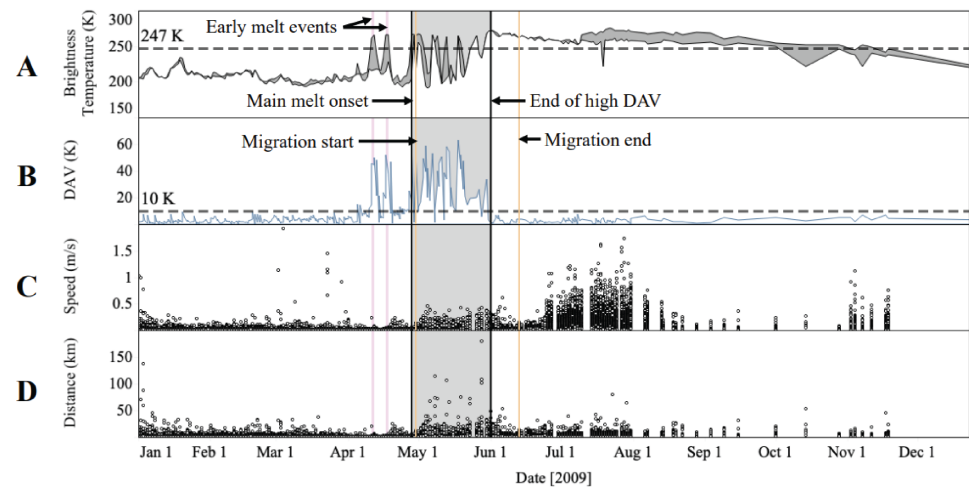 A
Brightness
Temperature (K)
300
250
200
150
247 K
Early melt events
Main melt onset
End of high DAV
B
DAV (K)
60
40
20
10 K
Migration start
Migration end
C
Speed (m/s)
1.5
1
0.5
D
Distance (km)
150
100
50
Jan 1 Feb 1 Mar 1 Apr 1 May 1 Jun 1 Jul 1 Aug 1 Sep 1 Oct 1 Nov 1 Dec 1
Date [2009]